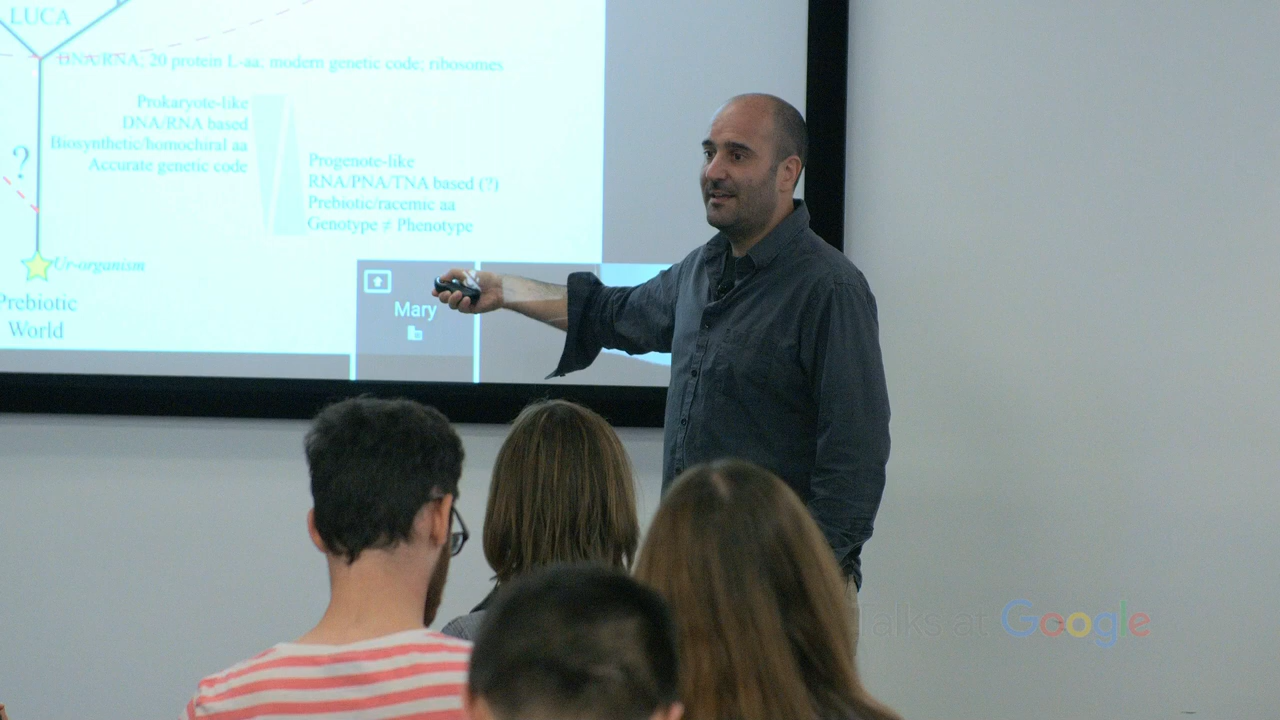 LUCA
DNA/RNA; 20 protein L-aa; modern genetic code; ribosomes
Prokaryote-like
DNA/RNA based
Biosynthetic/homochiral aa
Accurate genetic code
?
Progenote-like
RNA/PNA/TNA based (?)
Prebiotic/racemic aa
Genotype ≠ Phenotype
Ur-organism
Prebiotic
World
Mary
Talks at Google